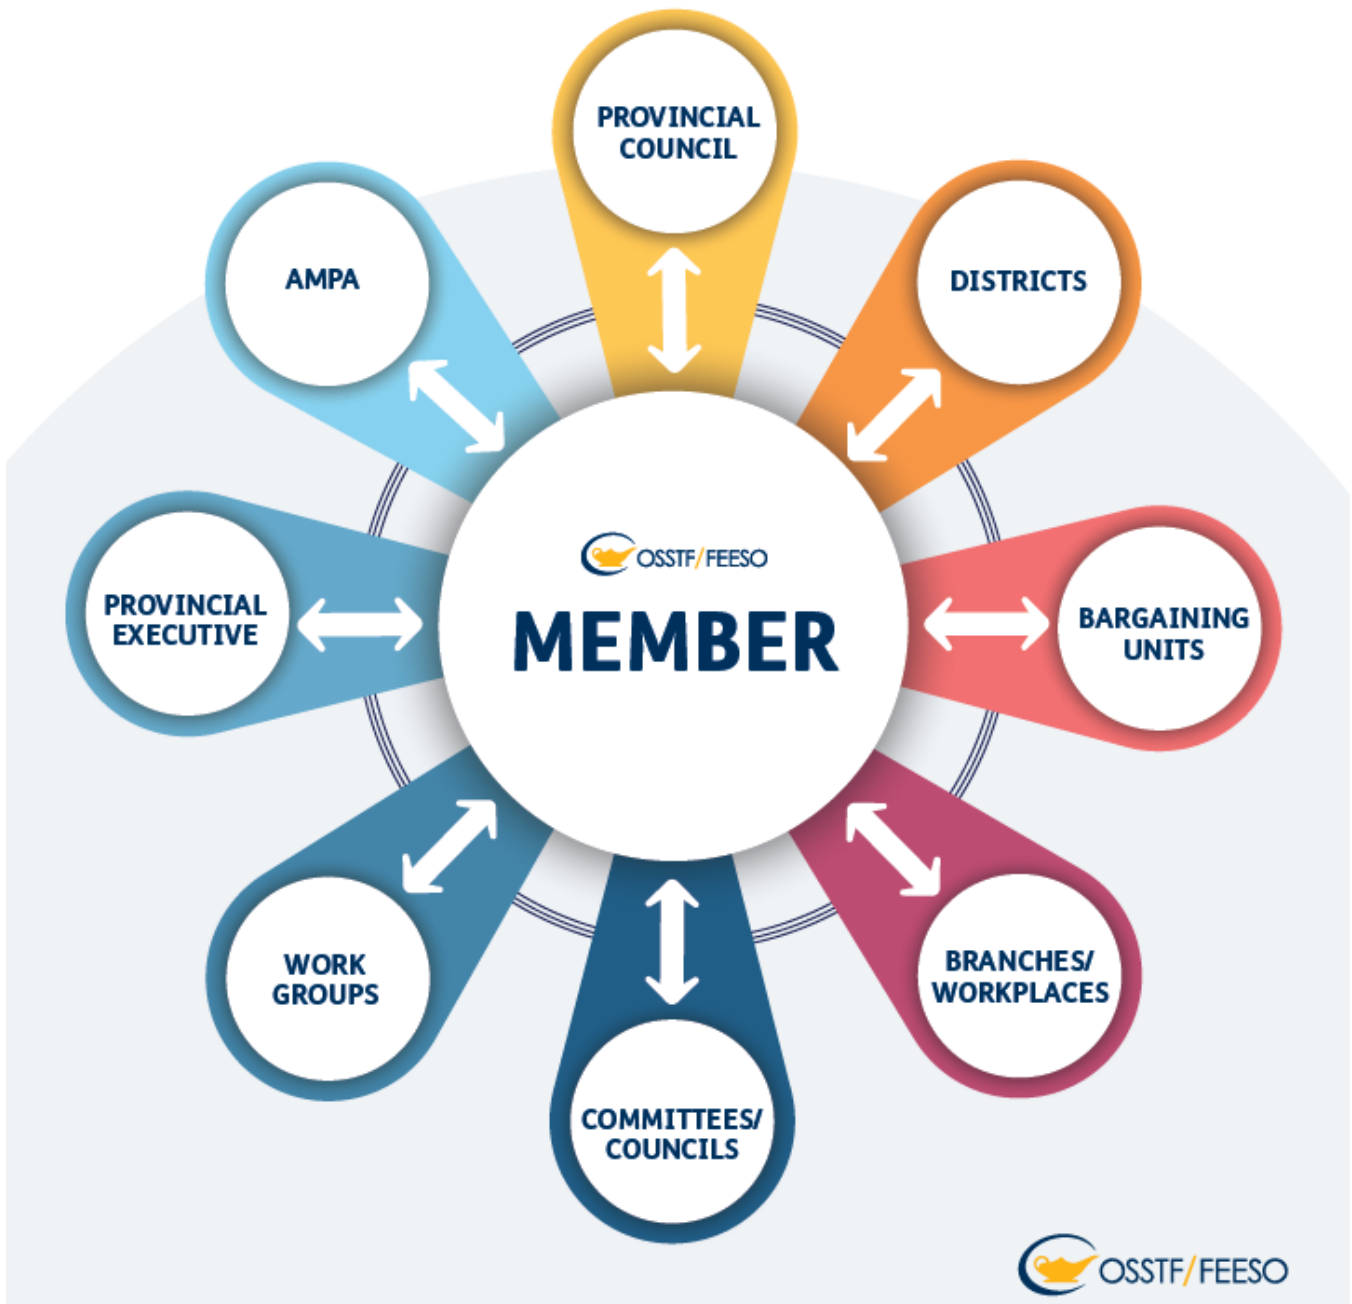 PROVINCIAL
COUNCIL
AMPA
DISTRICTS
OSSTF/FEESO
MEMBER
PROVINCIAL
EXECUTIVE
BARGAINING
UNITS
WORK
GROUPS
BRANCHES/
WORKPLACES
COMMITTEES/
COUNCILS
OSSTF/FEESO